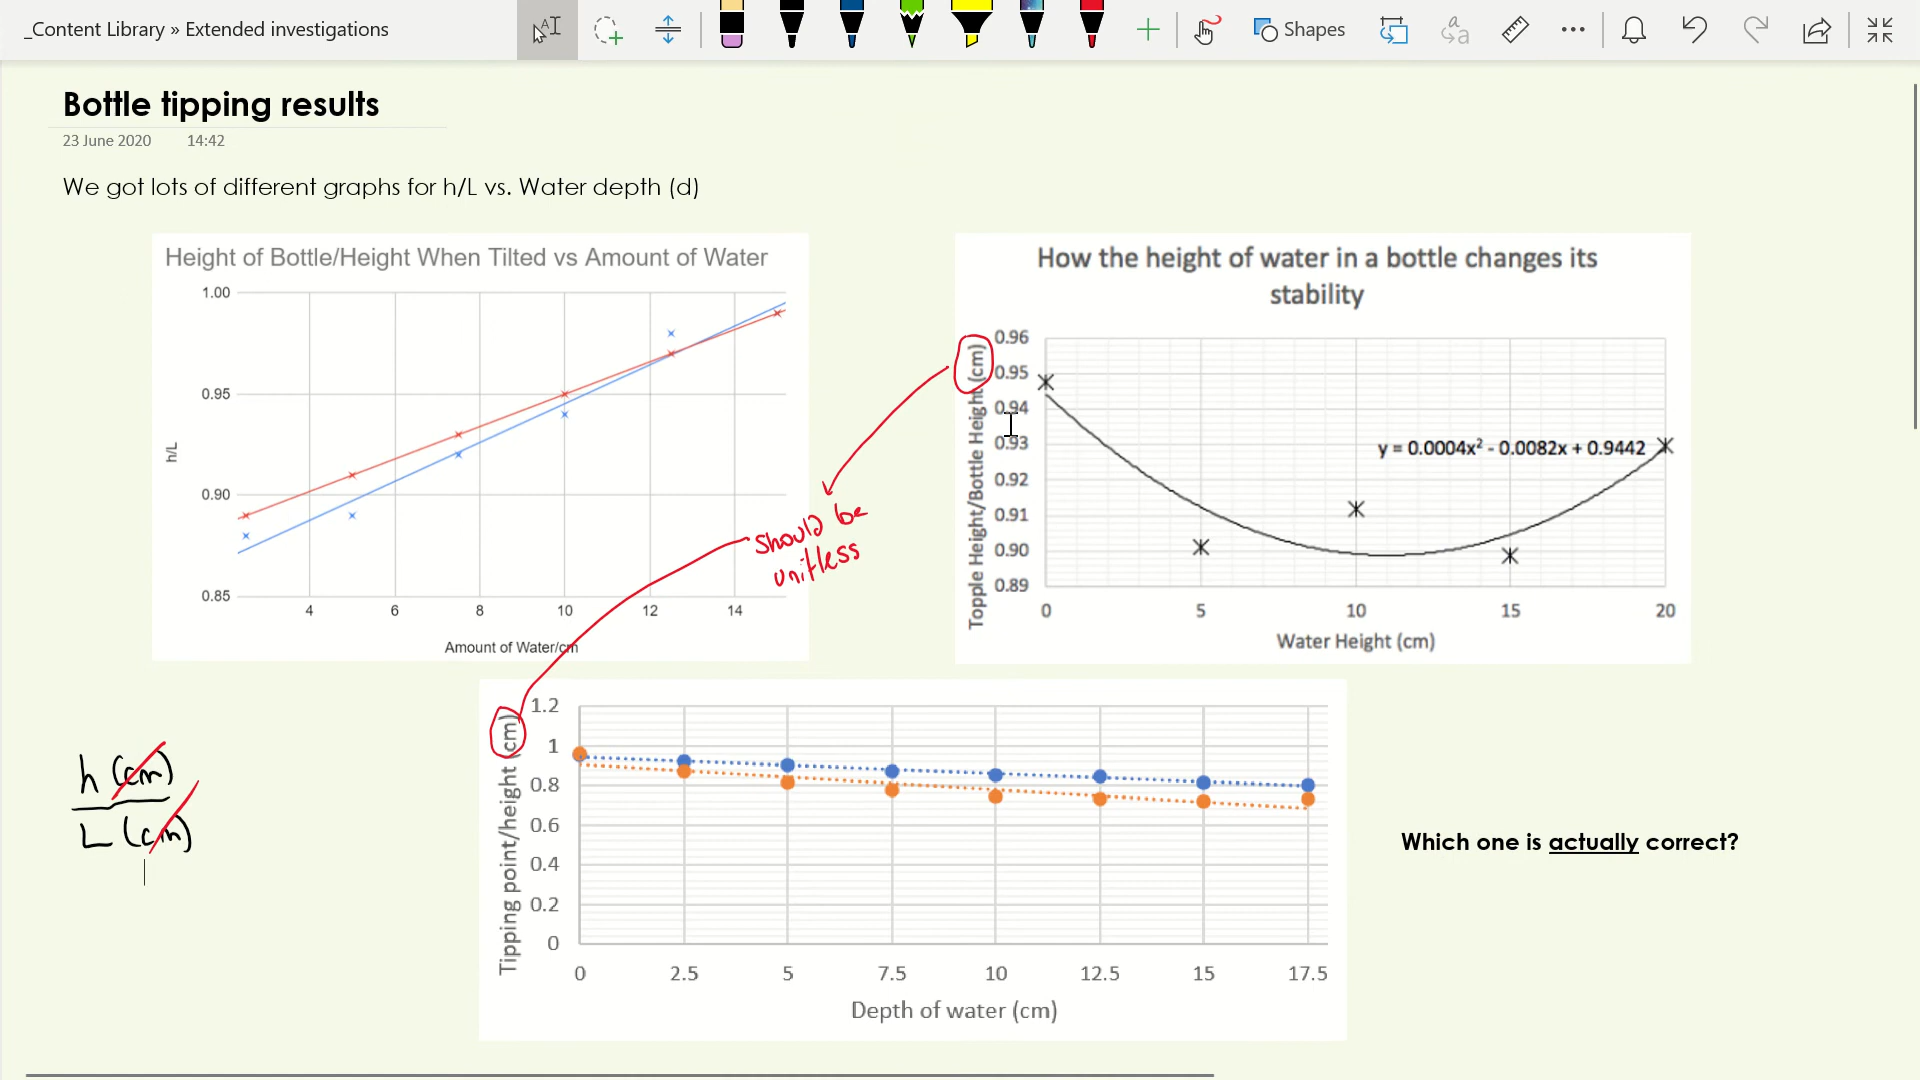 _Content Library » Extended investigations
Shapes
Bottle tipping results
23 June 2020 14:42
We got lots of different graphs for h/L vs. Water depth (d)
Height of Bottle/Height When Tilted vs Amount of Water
1.00
0.95
0.90
0.85
h/L
4 6 8 10 12 14
Amount of Water/cm
How the height of water in a bottle changes its
stability
Topple Height/Bottle Height (cm)
0.96
0.95
0.94
0.93
0.92
0.91
0.90
0.89
y = 0.0004x² - 0.0082x + 0.9442
0 5 10 15 20
Water Height (cm)
should be
unitless
h (cm)
L (cm)
Tipping point/height (cm)
1.2
1
0.8
0.6
0.4
0.2
0
0 2.5 5 7.5 10 12.5 15 17.5
Depth of water (cm)
Which one is actually correct?